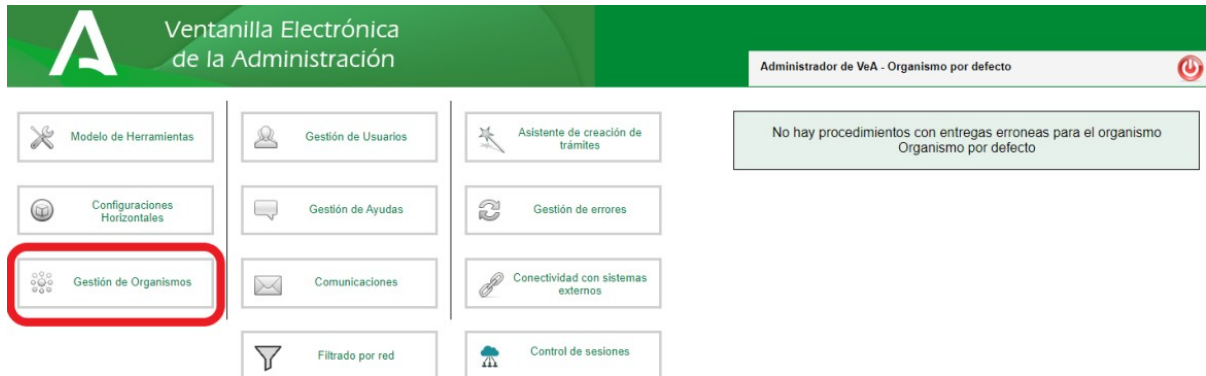 Ventanilla Electrónica
de la Administración
Administrador de VeA - Organismo por defecto
Modelo de Herramientas
Gestión de Usuarios
Asistente de creación de
trámites
No hay procedimientos con entregas erroneas para el organismo
Organismo por defecto
Configuraciones
Horizontales
Gestión de Ayudas
Gestión de errores
Gestión de Organismos
Comunicaciones
Conectividad con sistemas
externos
Filtrado por red
Control de sesiones